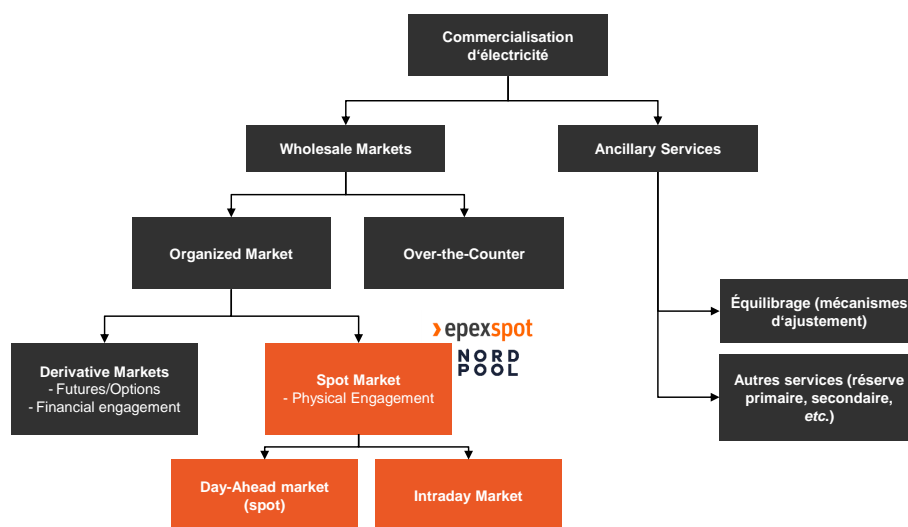 Commercialisation
d‘électricité
Wholesale Markets
Ancillary Services
Organized Market
Over-the-Counter
Équilibrage (mécanismes
d‘ajustement)
epexspot
NORD
POOL
Derivative Markets
- Futures/Options
- Financial engagement
Spot Market
- Physical Engagement
Autres services (réserve
primaire, secondaire,
etc.)
Day-Ahead market
(spot)
Intraday Market